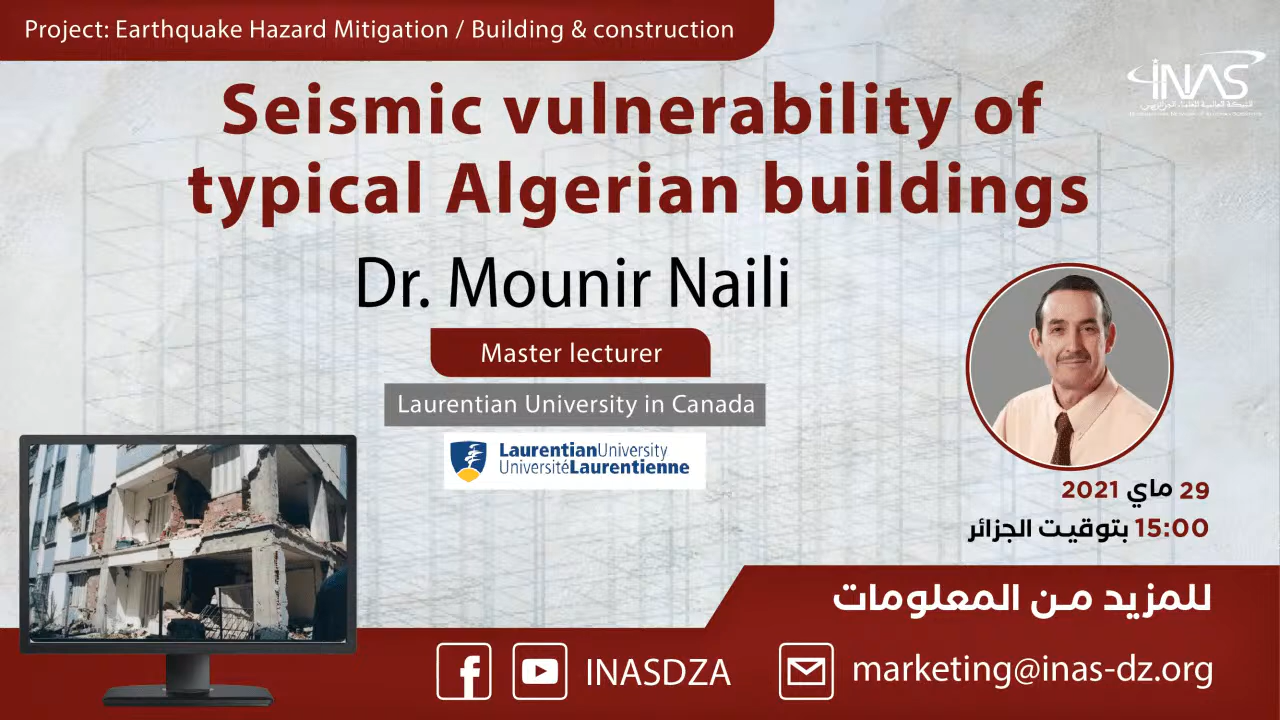 Project: Earthquake Hazard Mitigation / Building & construction
iNAS
Seismic vulnerability of
typical Algerian buildings
Dr. Mounir Naili
Master lecturer
Laurentian University in Canada
LaurentianUniversity
UniversitéLaurentienne
29 ماي 2021
15:00 بتوقيت الجزائر
للمزيد من المعلومات
INASDZA
marketing@inas-dz.org